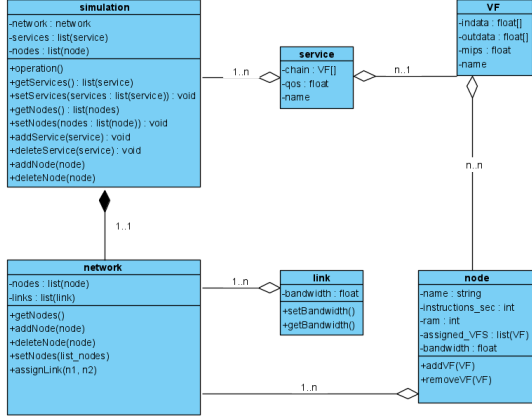 simulation
-network : network
-services : list(service)
-nodes : list(node)
+operation()
+getServices() : list(service)
+setServices(services : list(service)) : void
+getNodes() : list(nodes)
+setNodes(nodes : list(node)) : void
+addService(service) : void
+deleteService(service) : void
+addNode(node)
+deleteNode(node)
1..n
service
-chain : VF[]
-qos : float
-name
n..1
VF
-indata : float[]
-outdata : float[]
-mips : float
-name
n..n
1..1
network
-nodes : list(node)
-links : list(link)
+getNodes()
+addNode(node)
+deleteNode(node)
+setNodes(list_nodes)
+assignLink(n1, n2)
1..n
link
-bandwidth : float
+setBandwidth()
+getBandwidth()
node
-name : string
-instructions_sec : int
-ram : int
-assigned_VFS : list(VF)
-bandwidth : float
+addVF(VF)
+removeVF(VF)
1..n